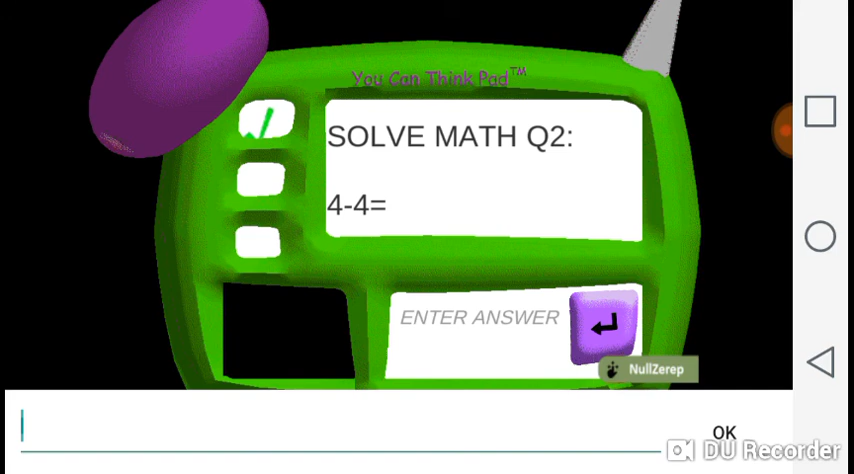 You Can Think Pad™
SOLVE MATH Q2:
4-4=
ENTER ANSWER
NullZerep
OK
DU Recorder